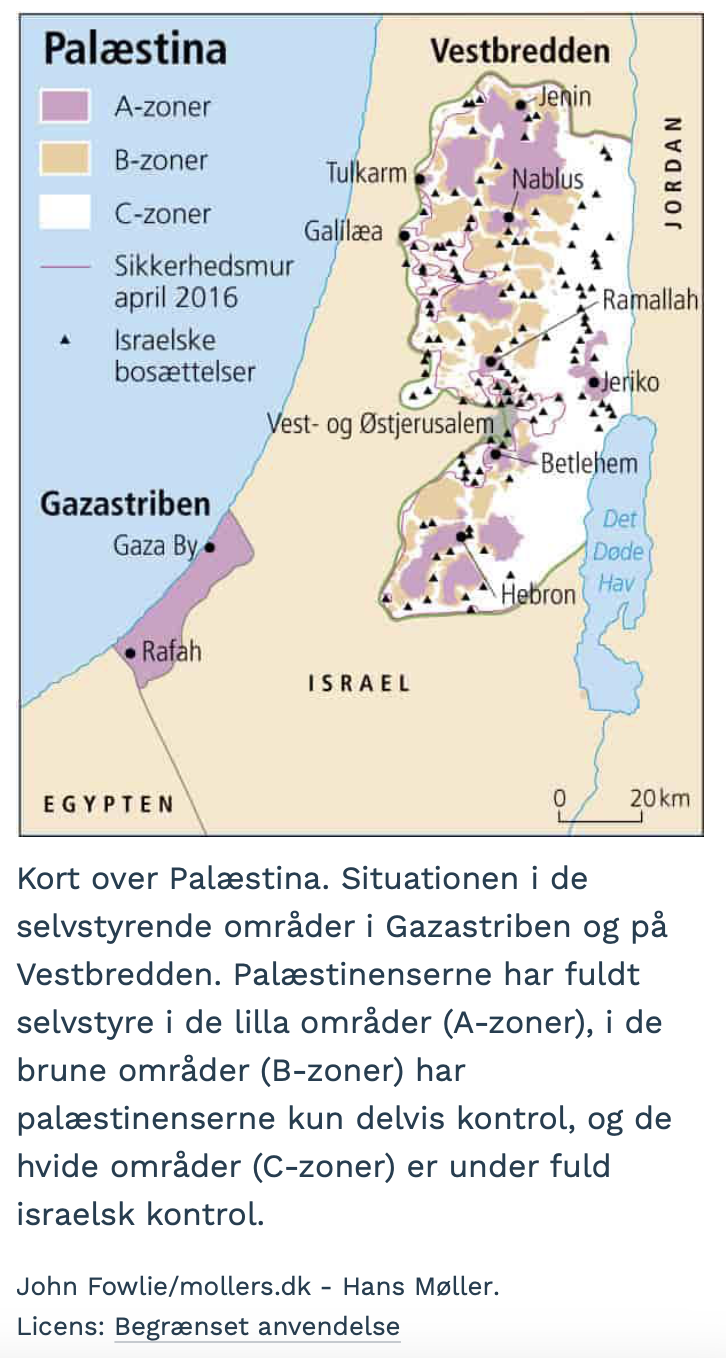 Palæstina
A-zoner
B-zoner
C-zoner
Sikkerhedsmur
april 2016
Israelske
bosættelser
Vestbredden
Jenin
Tulkarm
Nablus
Galilæa
Ramallah
Jeriko
Vest- og Østjerusalem
Betlehem
Hebron
Det
Døde
Hav
JORDAN
Gazastriben
Gaza By
Rafah
ISRAEL
EGYPTEN
0 20 km
Kort over Palæstina. Situationen i de
selvstyrende områder i Gazastriben og på
Vestbredden. Palæstinenserne har fuldt
selvstyre i de lilla områder (A-zoner), i de
brune områder (B-zoner) har
palæstinenserne kun delvis kontrol, og de
hvide områder (C-zoner) er under fuld
israelsk kontrol.
John Fowlie/mollers.dk - Hans Møller.
Licens: Begrænset anvendelse